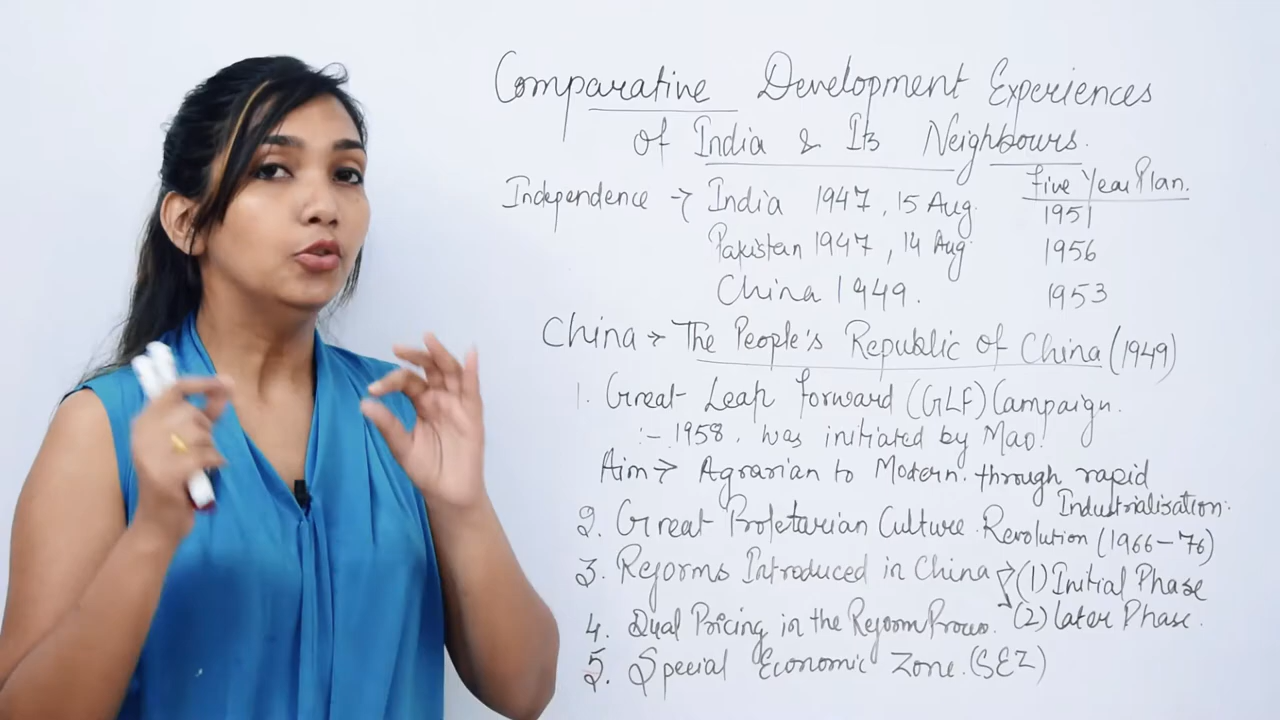 Comparative Development Experiences
of India & Its Neighbours.
Five Year Plan.
Independence → India 1947, 15 Aug. 1951
Pakistan 1947, 14 Aug. 1956
China 1949. 1953
China → The People's Republic of China (1949)
1. Great Leap Forward (GLF) Campaign.
:- 1958. was initiated by Mao.
Aim → Agrarian to Modern. through rapid
Industrialisation.
2. Great Proletarian Culture Revolution (1966-76)
3. Reforms Introduced in China → (1) Initial Phase
(2) Later Phase.
4. Dual Pricing in the Reform
5. Special Economic Zone. (SEZ)